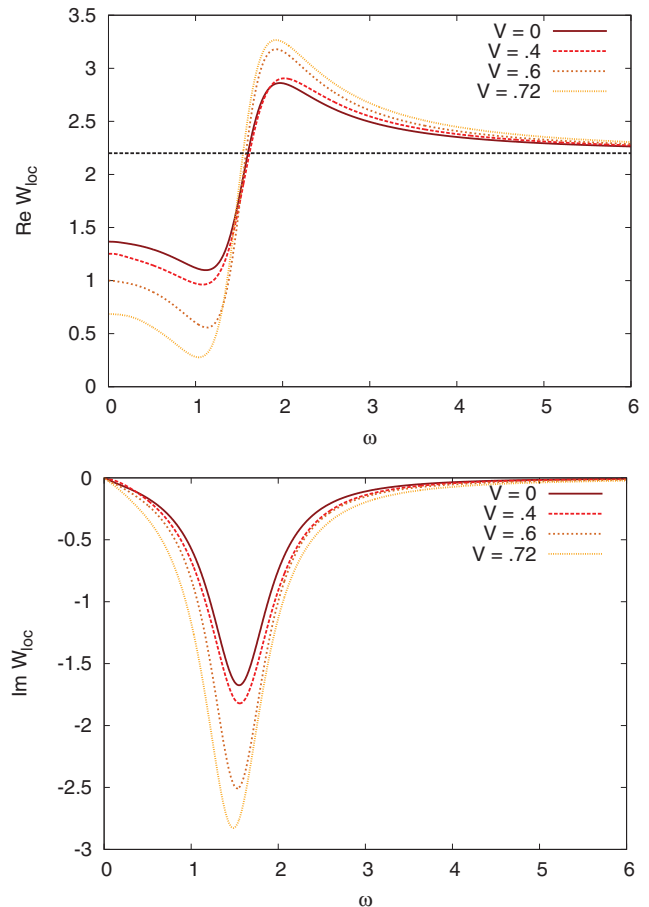 3.5
3
2.5
2
1.5
1
0.5
0
Re W_loc
V = 0
V = .4
V = .6
V = .72
0 1 2 3 4 5 6
ω
0
-0.5
-1
-1.5
-2
-2.5
-3
Im W_loc
V = 0
V = .4
V = .6
V = .72
0 1 2 3 4 5 6
ω